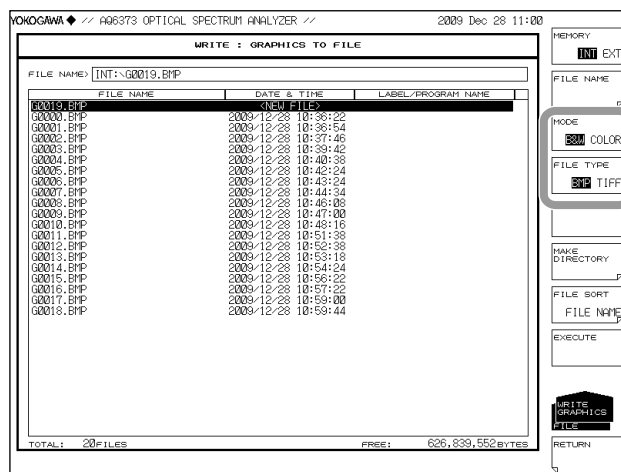 YOKOGAWA ◆ // AQ6373 OPTICAL SPECTRUM ANALYZER // 2009 Dec 28 11:00
WRITE : GRAPHICS TO FILE
FILE NAME> INT:\G0019.BMP
FILE NAME DATE & TIME LABEL/PROGRAM NAME
G0019.BMP <NEW FILE>
G0000.BMP 2009/12/28 10:36:22
G0001.BMP 2009/12/28 10:36:54
G0002.BMP 2009/12/28 10:37:46
G0003.BMP 2009/12/28 10:39:42
G0004.BMP 2009/12/28 10:40:38
G0005.BMP 2009/12/28 10:42:24
G0006.BMP 2009/12/28 10:43:24
G0007.BMP 2009/12/28 10:44:34
G0008.BMP 2009/12/28 10:46:08
G0009.BMP 2009/12/28 10:47:00
G0010.BMP 2009/12/28 10:48:16
G0011.BMP 2009/12/28 10:51:38
G0012.BMP 2009/12/28 10:52:38
G0013.BMP 2009/12/28 10:53:18
G0014.BMP 2009/12/28 10:54:24
G0015.BMP 2009/12/28 10:56:22
G0016.BMP 2009/12/28 10:57:22
G0017.BMP 2009/12/28 10:59:00
G0018.BMP 2009/12/28 10:59:44
TOTAL: 20FILES FREE: 626,839,552BYTES
MEMORY
INT EXT
FILE NAME
MODE
B&W COLOR
FILE TYPE
BMP TIFF
MAKE
DIRECTORY
FILE SORT
FILE NAME
EXECUTE
WRITE
GRAPHICS
FILE
RETURN